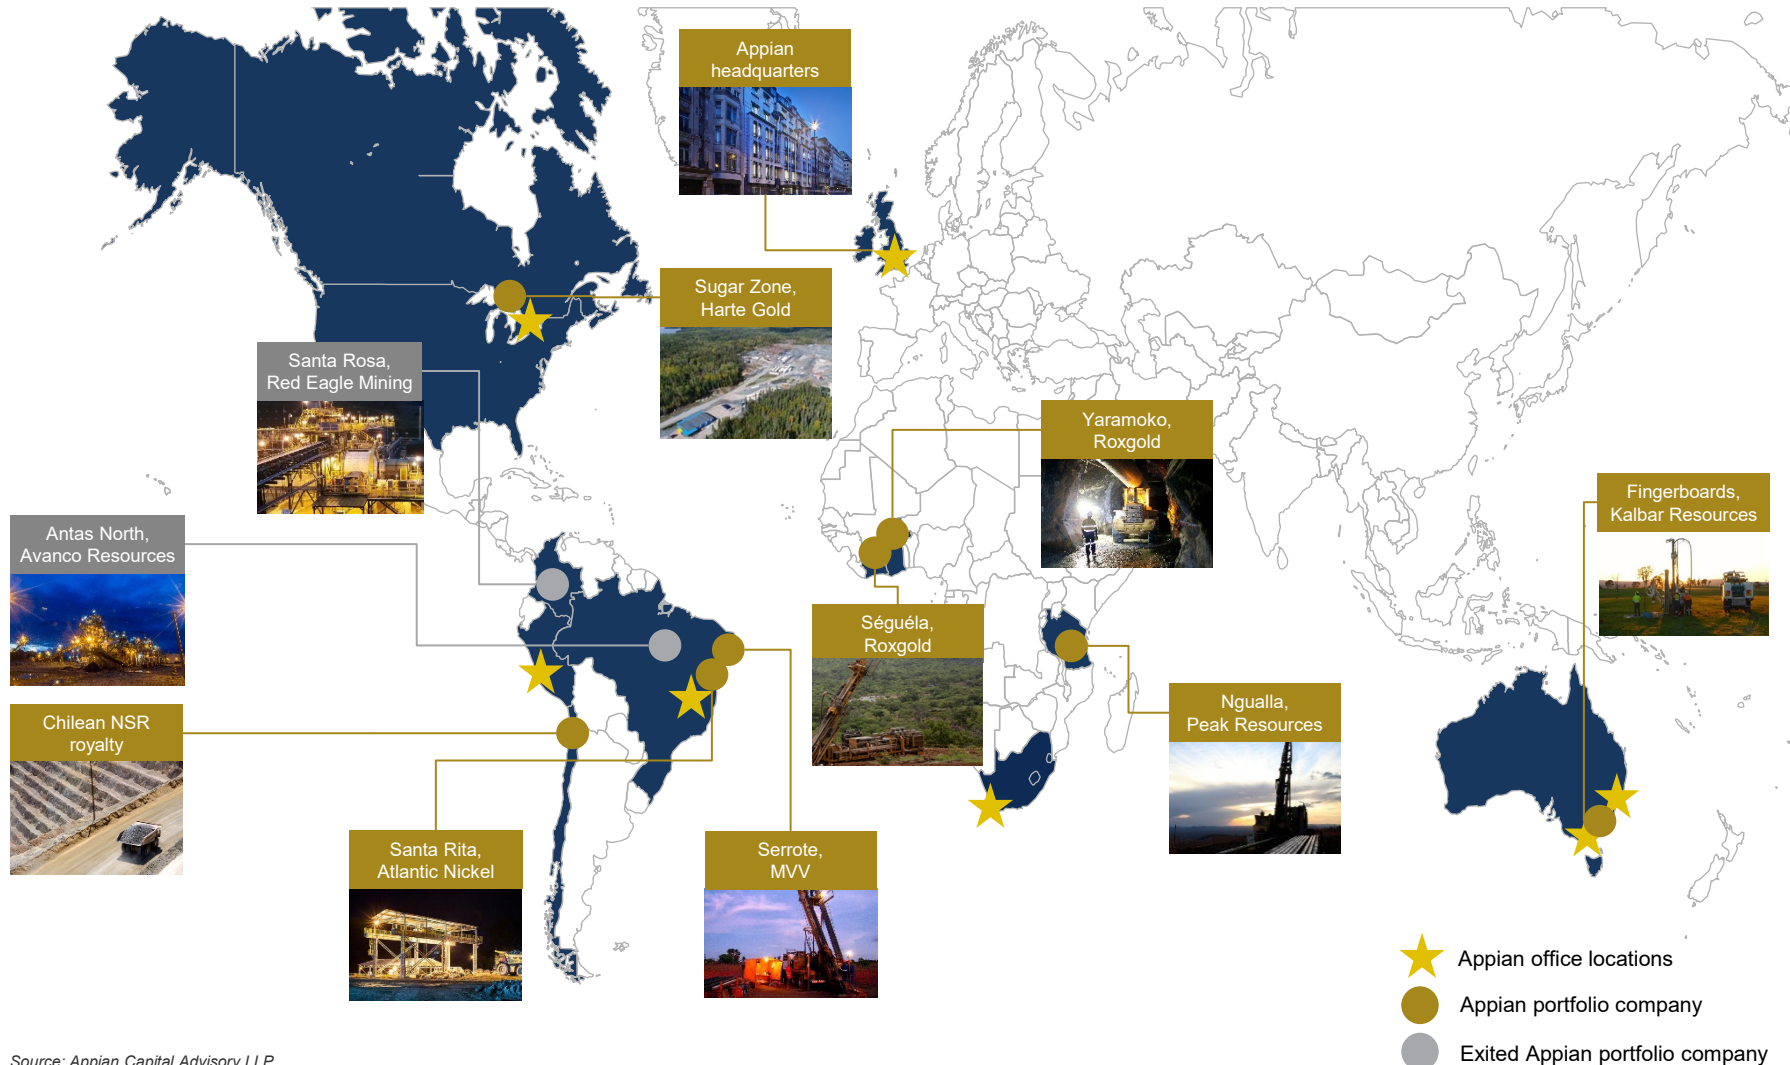 Appian
headquarters
Sugar Zone,
Harte Gold
Santa Rosa,
Red Eagle Mining
Yaramoko,
Roxgold
Fingerboards,
Kalbar Resources
Antas North,
Avanco Resources
Séguéla,
Roxgold
Ngualla,
Peak Resources
Chilean NSR
royalty
Santa Rita,
Atlantic Nickel
Serrote,
MVV
Appian office locations
Appian portfolio company
Exited Appian portfolio company
Source: Appian Capital Advisory LLP